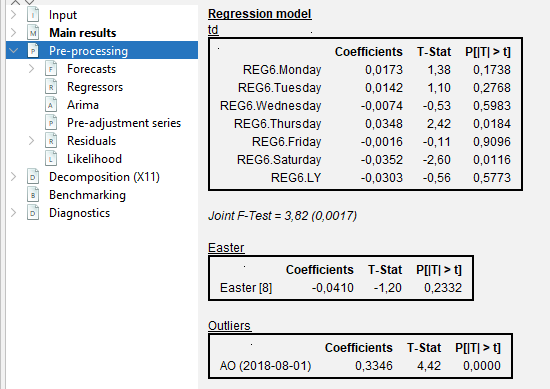 Input
Main results
Pre-processing
Forecasts
Regressors
Arima
Pre-adjustment series
Residuals
Likelihood
Decomposition (X11)
Benchmarking
Diagnostics
Regression model
td
Coefficients T-Stat P[|T| > t]
REG6.Monday 0,0173 1,38 0,1738
REG6.Tuesday 0,0142 1,10 0,2768
REG6.Wednesday -0,0074 -0,53 0,5983
REG6.Thursday 0,0348 2,42 0,0184
REG6.Friday -0,0016 -0,11 0,9096
REG6.Saturday -0,0352 -2,60 0,0116
REG6.LY -0,0303 -0,56 0,5773
Joint F-Test = 3,82 (0,0017)
Easter
Coefficients T-Stat P[|T| > t]
Easter [8] -0,0410 -1,20 0,2332
Outliers
Coefficients T-Stat P[|T| > t]
AO (2018-08-01) 0,3346 4,42 0,0000